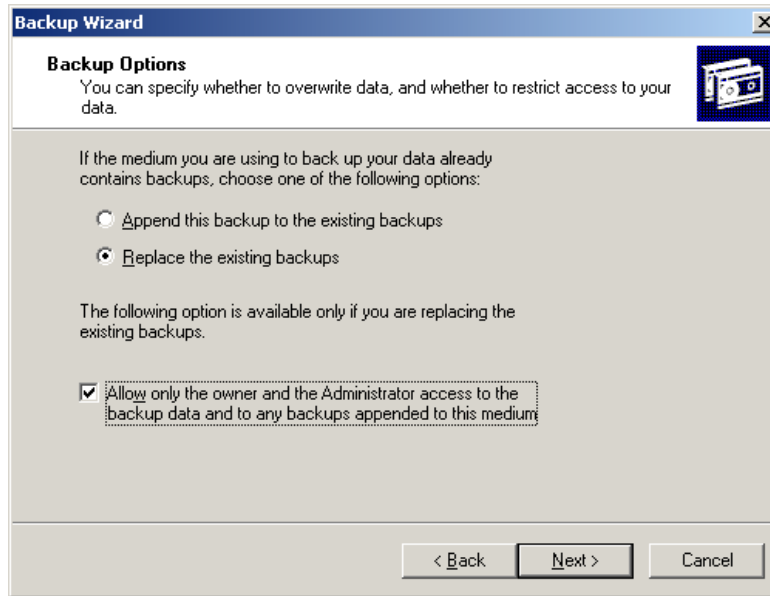 Backup Wizard
Backup Options
You can specify whether to overwrite data, and whether to restrict access to your
data.
If the medium you are using to back up your data already
contains backups, choose one of the following options:
Append this backup to the existing backups
Replace the existing backups
The following option is available only if you are replacing the
existing backups.
Allow only the owner and the Administrator access to the
backup data and to any backups appended to this medium
< Back Next > Cancel